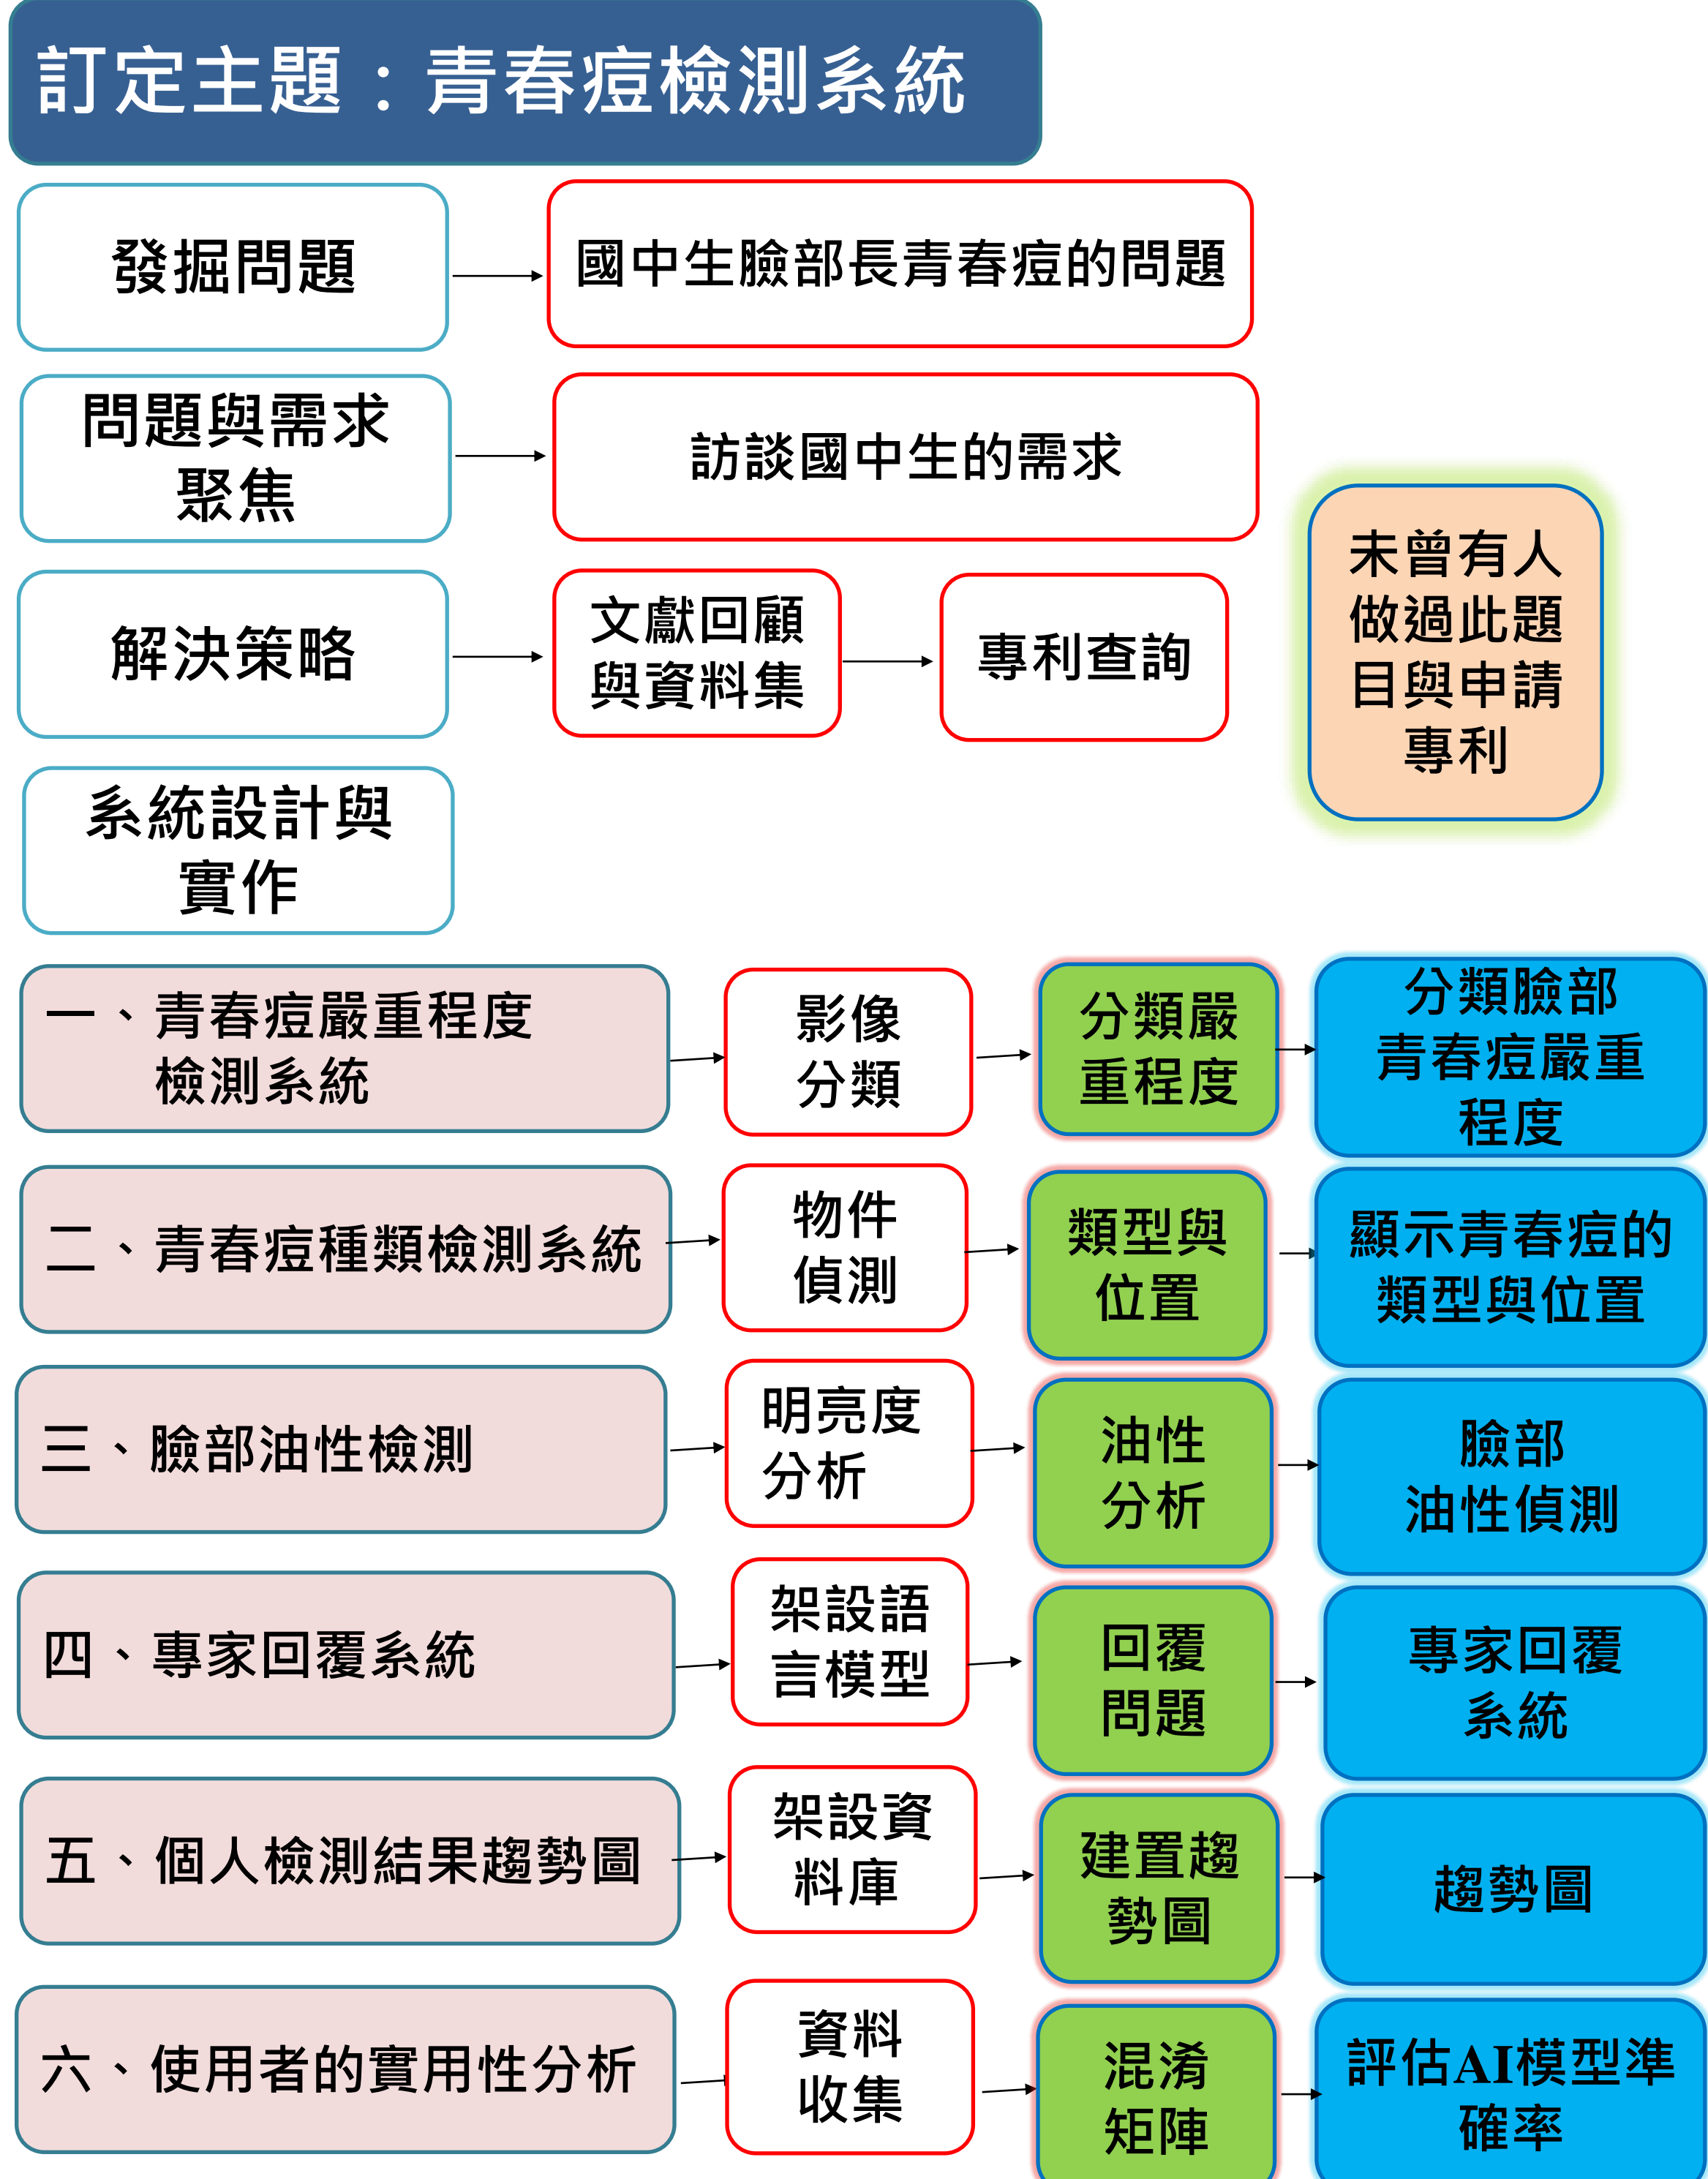 訂定主題：青春痘檢測系統
發掘問題
國中生臉部長青春痘的問題
問題與需求
聚焦
訪談國中生的需求
解決策略
文獻回顧
與資料集
專利查詢
未曾有人
做過此題
目與申請
專利
系統設計與
實作
一、青春痘嚴重程度
檢測系統
影像
分類
分類嚴
重程度
分類臉部
青春痘嚴重
程度
二、青春痘種類檢測系統
物件
偵測
類型與
位置
顯示青春痘的
類型與位置
三、臉部油性檢測
明亮度
分析
油性
分析
臉部
油性偵測
四、專家回覆系統
架設語
言模型
回覆
問題
專家回覆
系統
五、個人檢測結果趨勢圖
架設資
料庫
建置趨
勢圖
趨勢圖
六、使用者的實用性分析
資料
收集
混淆
矩陣
評估AI模型準
確率